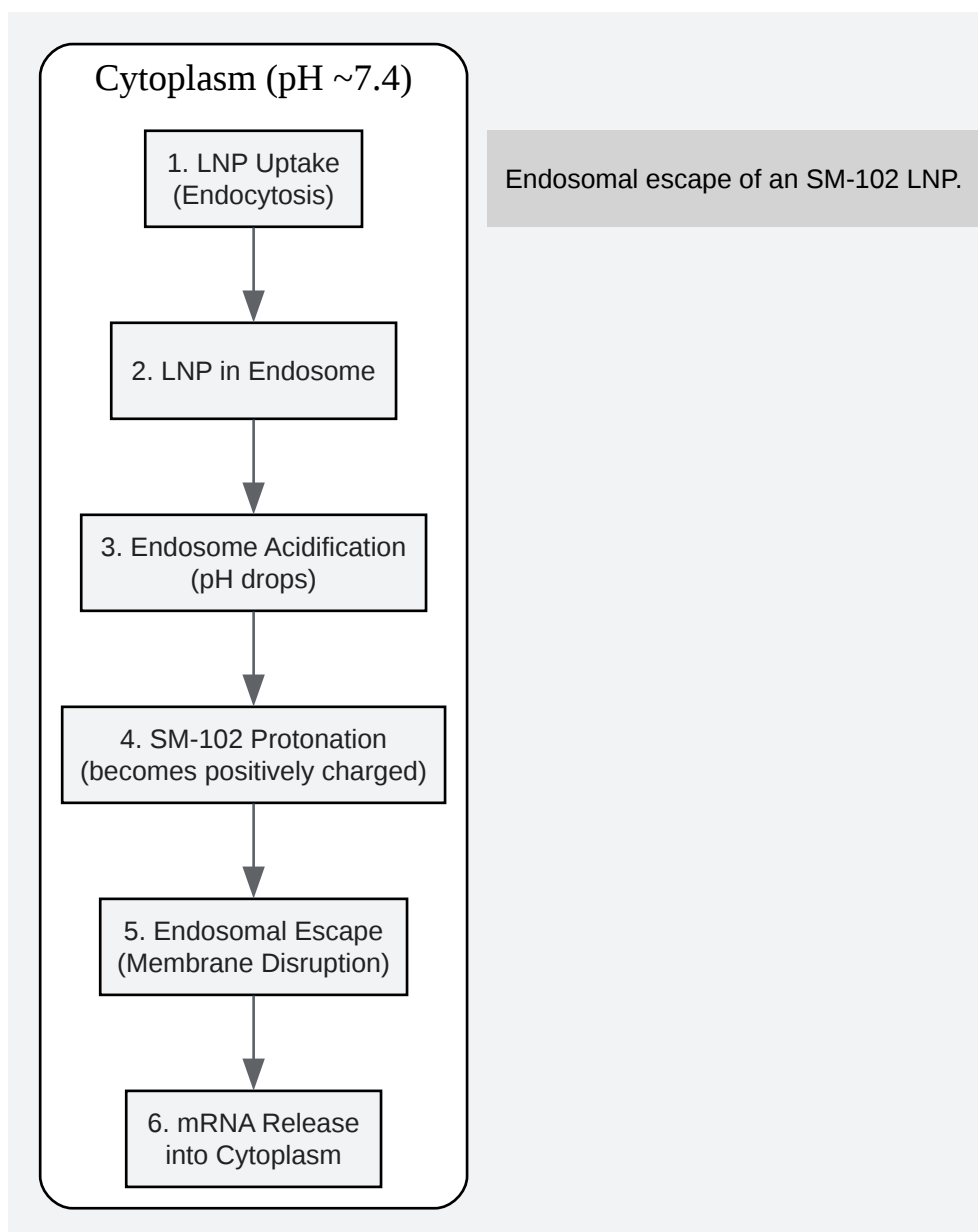 Cytoplasm (pH ~7.4)
1. LNP Uptake
(Endocytosis)
Endosomal escape of an SM-102 LNP.
2. LNP in Endosome
3. Endosome Acidification
(pH drops)
4. SM-102 Protonation
(becomes positively charged)
5. Endosomal Escape
(Membrane Disruption)
6. mRNA Release
into Cytoplasm